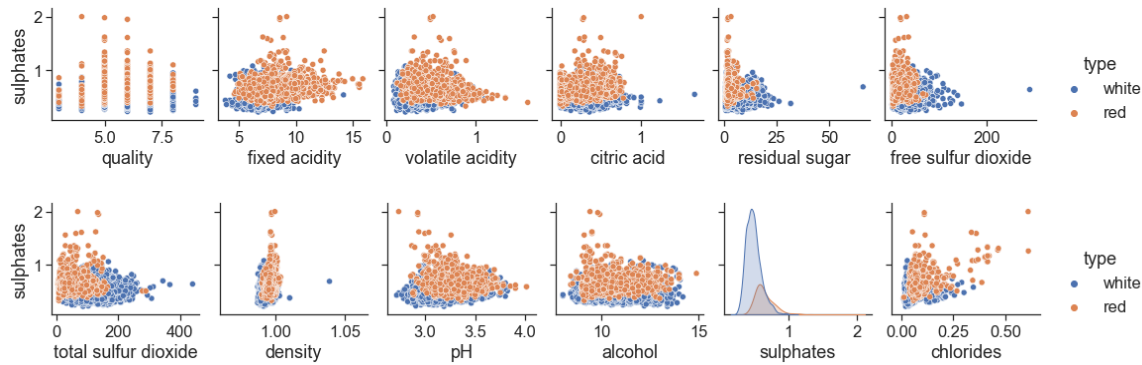 2
sulphates
1
type
white
red
5.0 7.5
5 10 15
0 1
0 1
0 25 50
0 200
quality
fixed acidity
volatile acidity
citric acid
residual sugar
free sulfur dioxide
2
sulphates
1
type
white
red
0 200 400
1.00 1.05
3.0 3.5 4.0
10 15
1 2
0.00 0.25 0.50
total sulfur dioxide
density
pH
alcohol
sulphates
chlorides